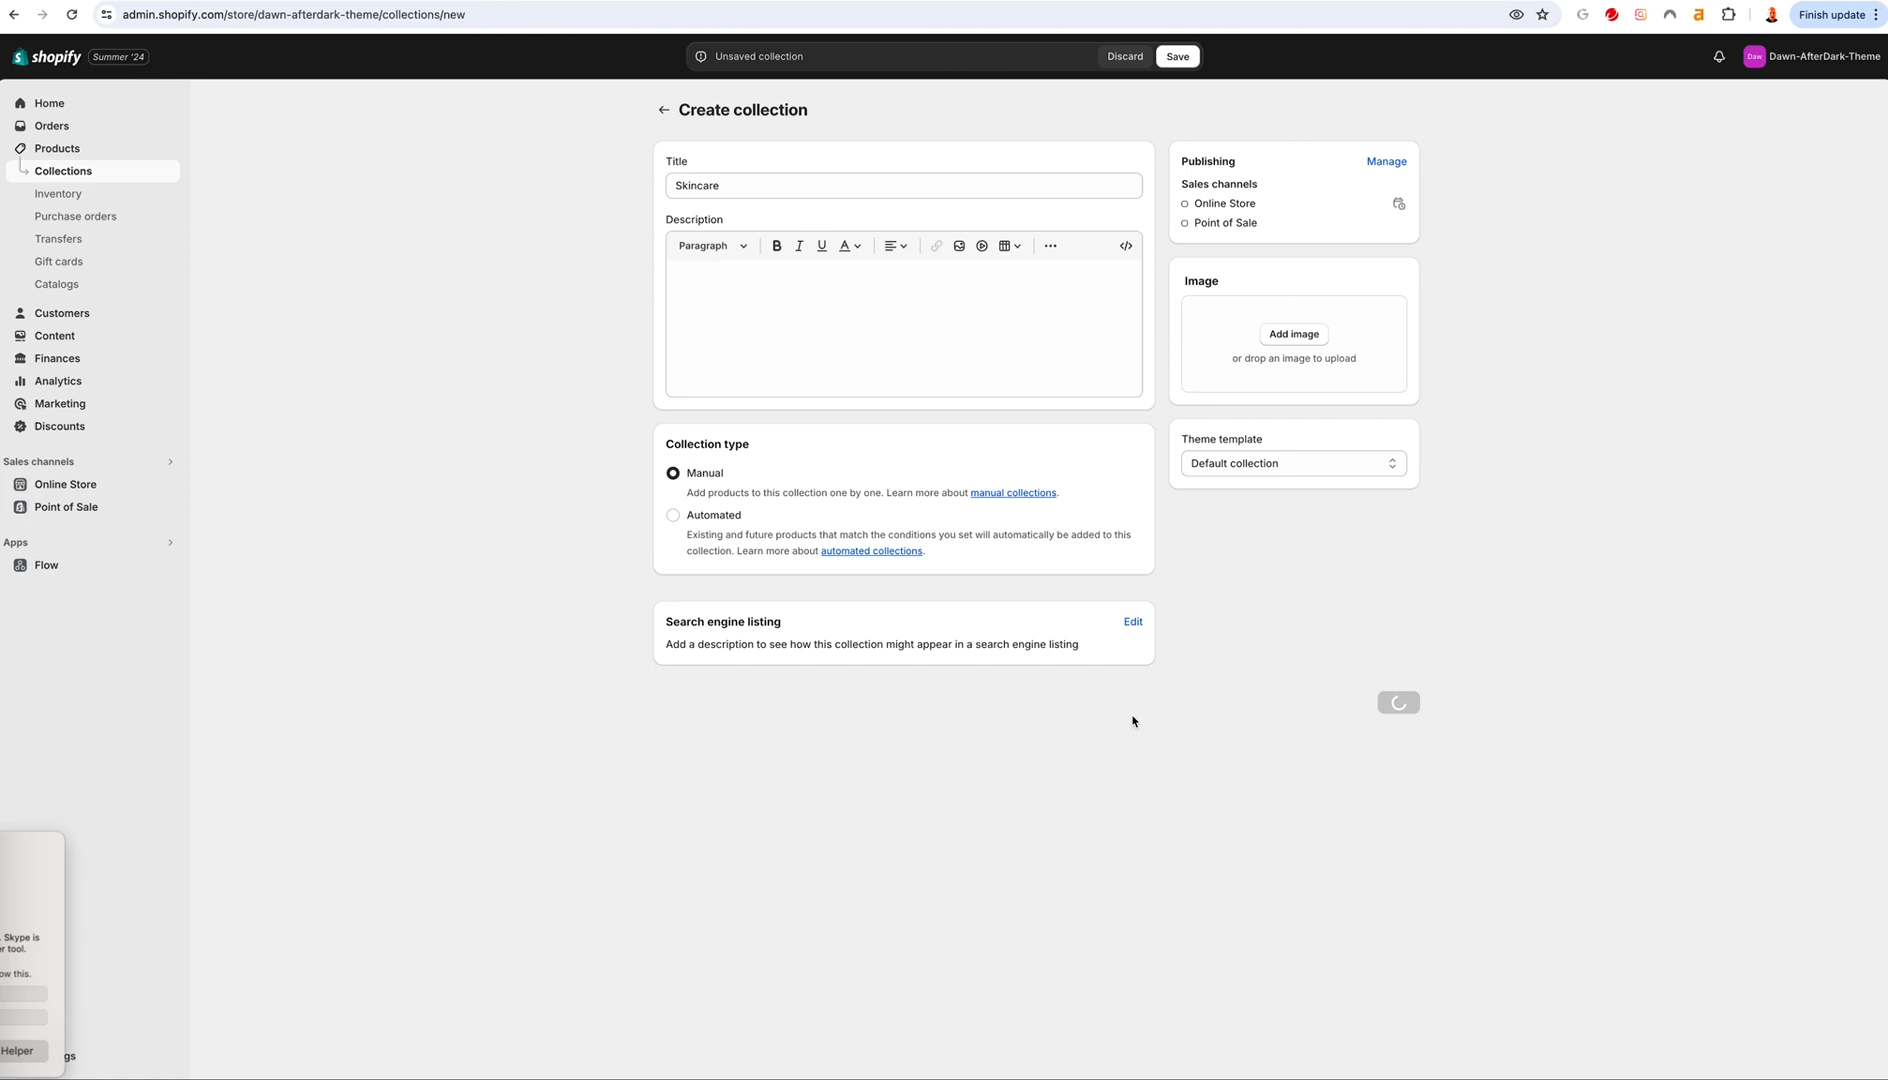 admin.shopify.com/store/dawn-afterdark-theme/collections/new
Finish update
shopify
Summer '24
Unsaved collection
Discard
Save
Daw
Dawn-AfterDark-Theme
Home
Orders
Products
Collections
Inventory
Purchase orders
Transfers
Gift cards
Catalogs
Customers
Content
Finances
Analytics
Marketing
Discounts
Sales channels
Online Store
Point of Sale
Apps
Flow
Create collection
Title
Skincare
Description
Paragraph
Collection type
Manual
Add products to this collection one by one. Learn more about manual collections.
Automated
Existing and future products that match the conditions you set will automatically be added to this
collection. Learn more about automated collections.
Search engine listing
Edit
Add a description to see how this collection might appear in a search engine listing
Publishing
Manage
Sales channels
Online Store
Point of Sale
Image
Add image
or drop an image to upload
Theme template
Default collection
. Skype is
er tool.
ow this.
Helper
gs